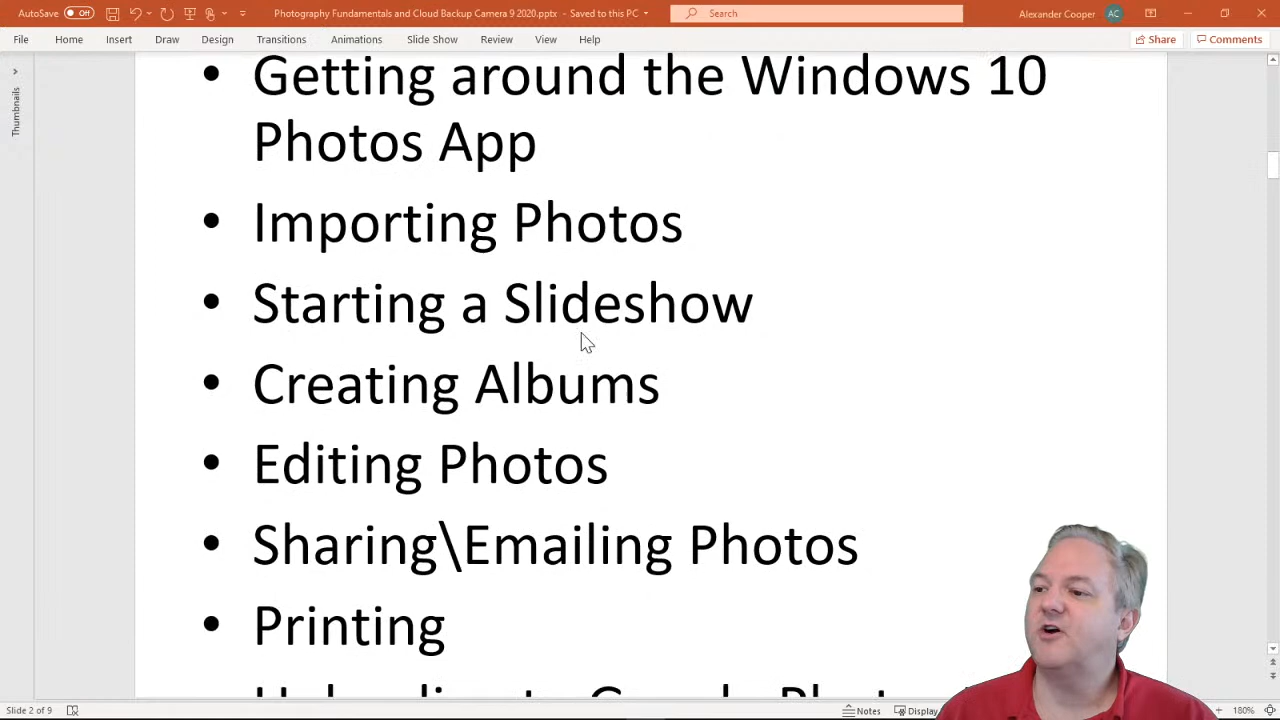 AutoSave Off Photography Fundamentals and Cloud Backup Camera 9 2020.pptx - Saved to this PC Search Alexander Cooper AC
File Home Insert Draw Design Transitions Animations Slide Show Review View Help Share Comments
• Getting around the Windows 10
Photos App
• Importing Photos
• Starting a Slideshow
• Creating Albums
• Editing Photos
• Sharing\Emailing Photos
• Printing
Slide 2 of 9 Notes Display 180%